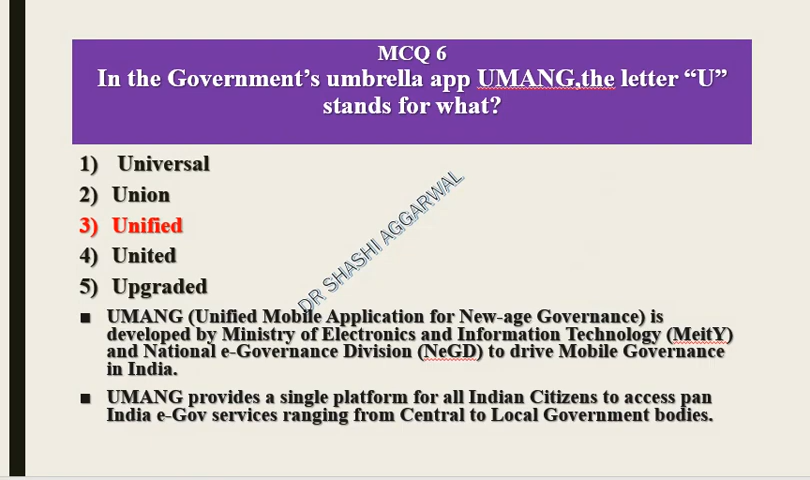 MCQ 6
In the Government's umbrella app UMANG,the letter “U”
stands for what?
1) Universal
2) Union
3) Unified
4) United
5) Upgraded
DR SHASHI AGGARWAL
■ UMANG (Unified Mobile Application for New-age Governance) is
developed by Ministry of Electronics and Information Technology (MeitY)
and National e-Governance Division (NeGD) to drive Mobile Governance
in India.
■ UMANG provides a single platform for all Indian Citizens to access pan
India e-Gov services ranging from Central to Local Government bodies.